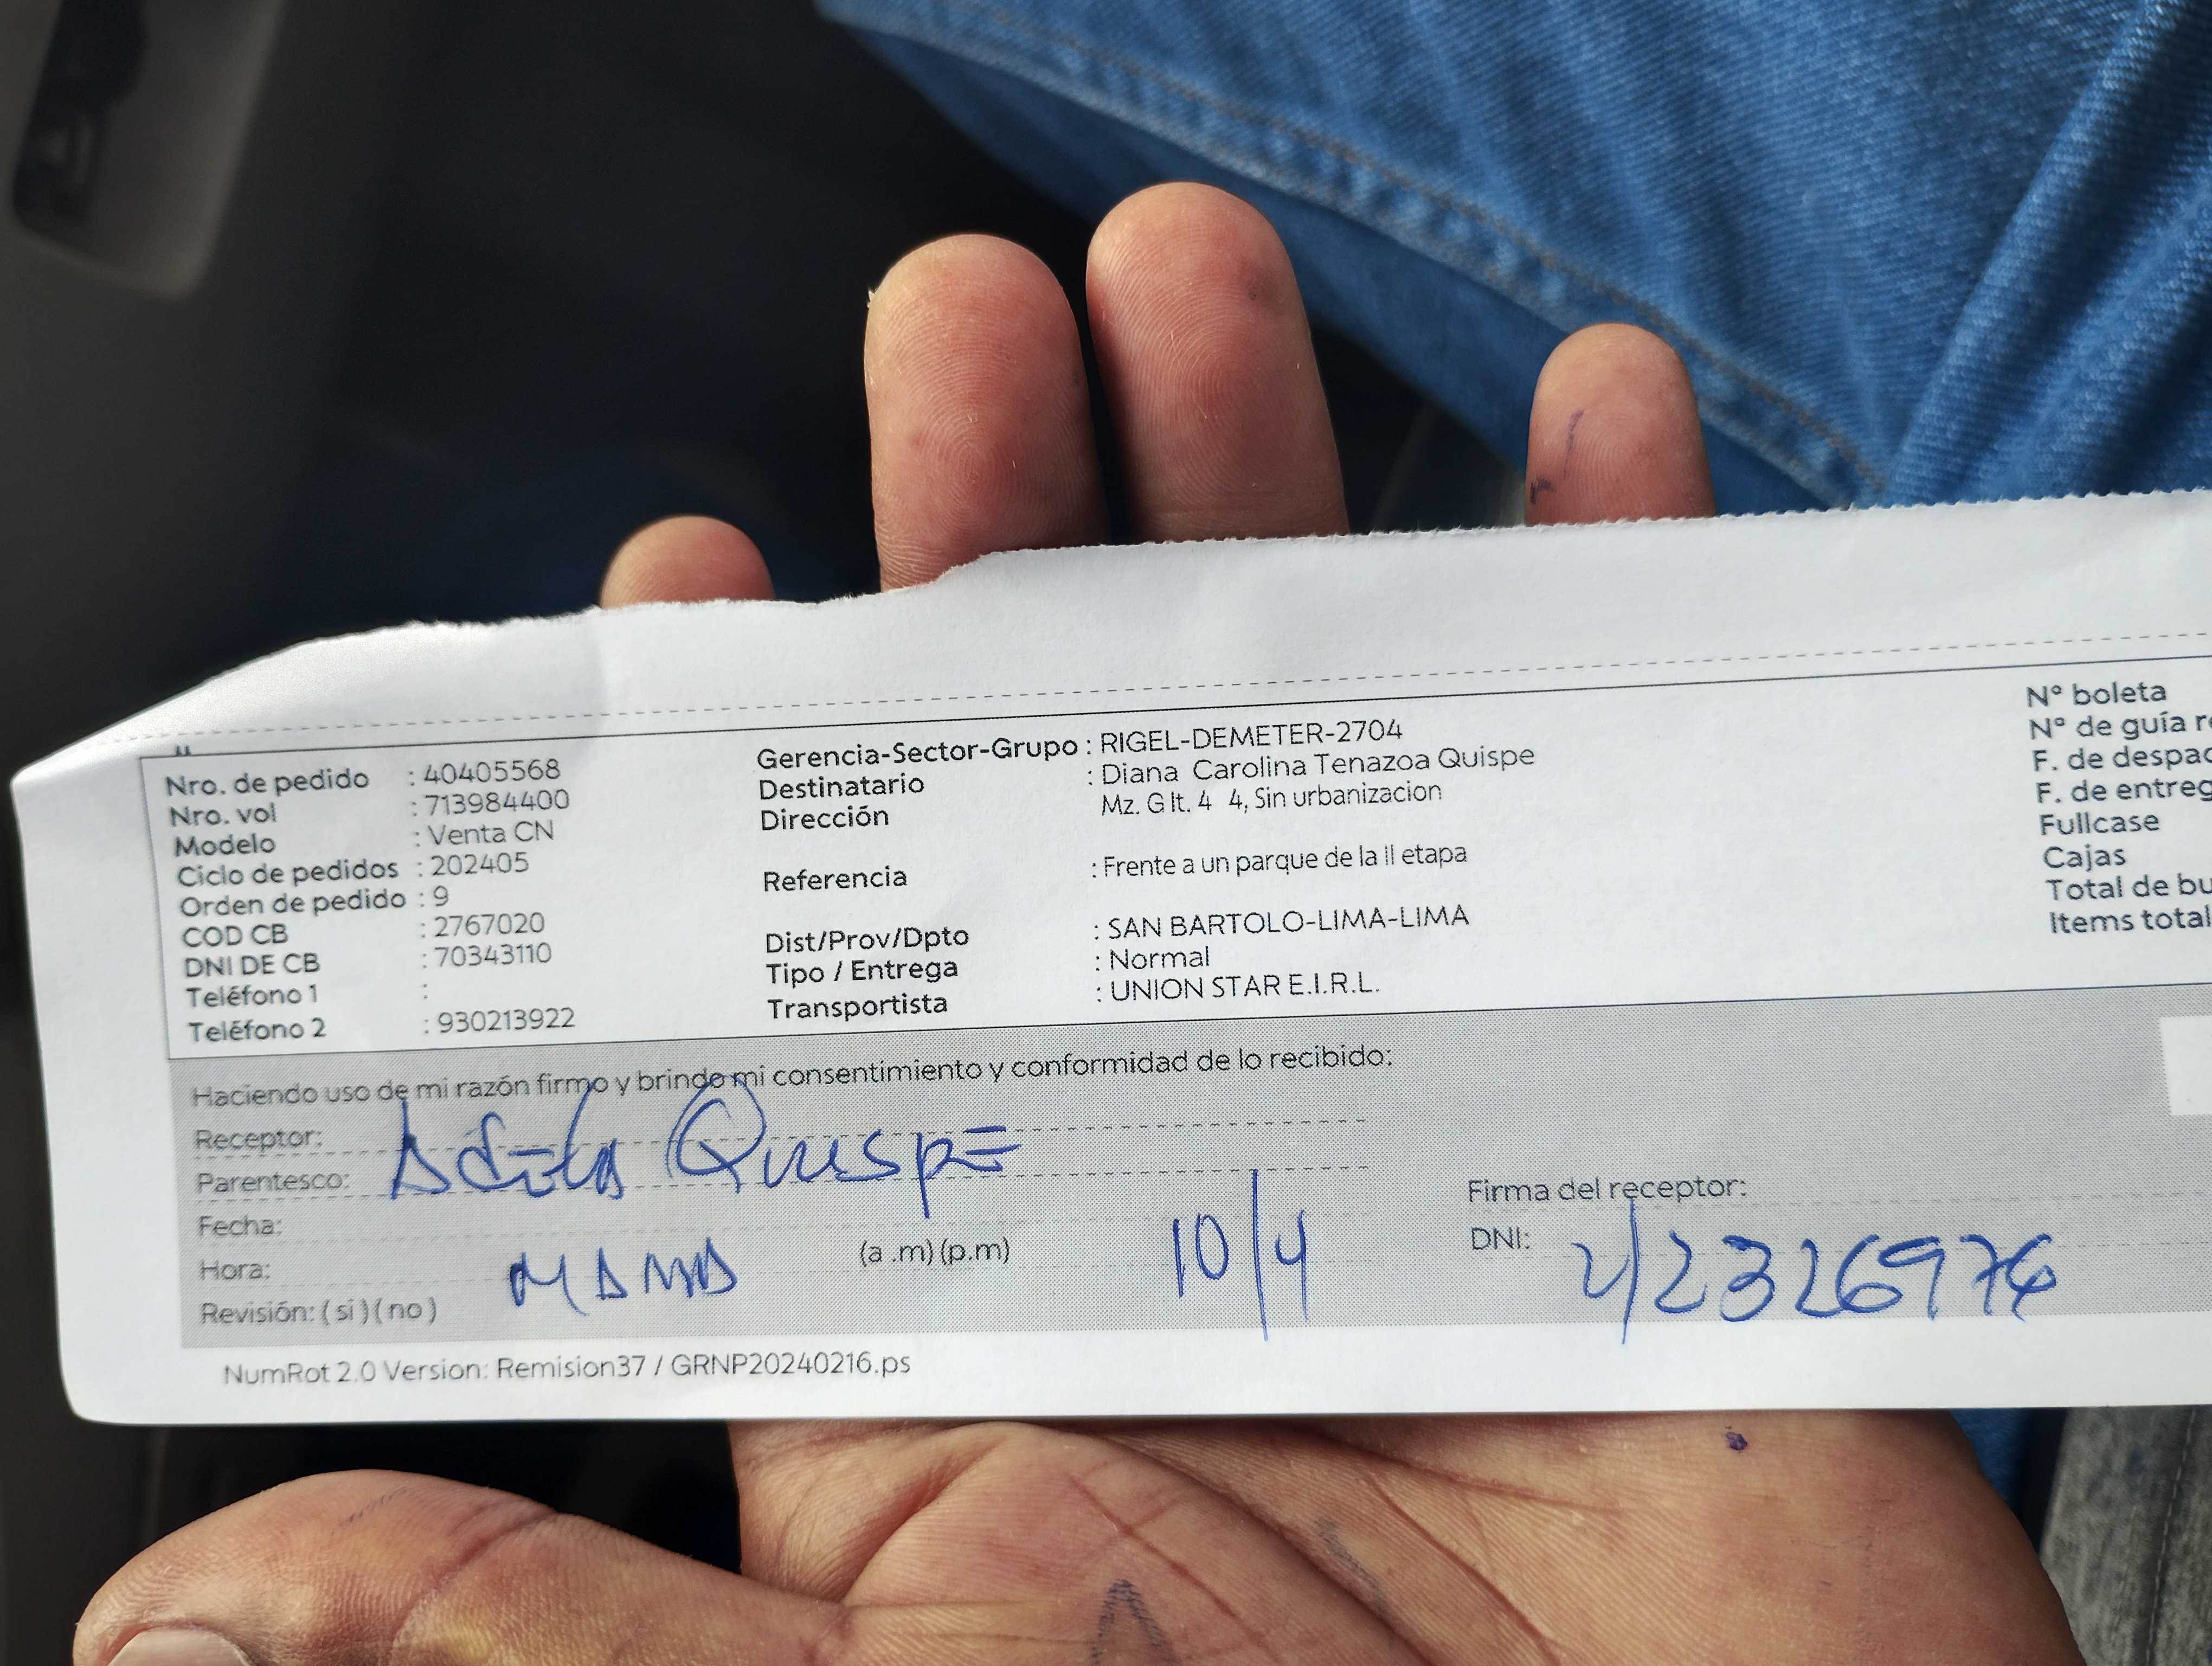 Nro. de pedido : 40405568
Nro. vol : 713984400
Modelo : Venta CN
Ciclo de pedidos : 202405
Orden de pedido : 9
COD CB : 2767020
DNI DE CB : 70343110
Teléfono 1 :
Teléfono 2 : 930213922
Gerencia-Sector-Grupo : RIGEL-DEMETER-2704
Destinatario : Diana Carolina Tenazoa Quispe
Dirección Mz. G lt. 4 4, Sin urbanizacion
Referencia : Frente a un parque de la II etapa
Dist/Prov/Dpto : SAN BARTOLO-LIMA-LIMA
Tipo / Entrega : Normal
Transportista : UNION STAR E.I.R.L.
Nº boleta
Nº de guía
F. de
F. de
Fullcase
Cajas
Total de
Items total
Haciendo uso de mi razón firmo y brindo mi consentimiento y conformidad de lo recibido:
Receptor:
Parentesco: Quispe
Fecha:
Hora: MAMA (a .m) (p.m) 10/4
Revisión: ( si ) ( no )
Firma del receptor:
DNI:
NumRot 2.0 Version: Remision37 / GRNP20240216.ps